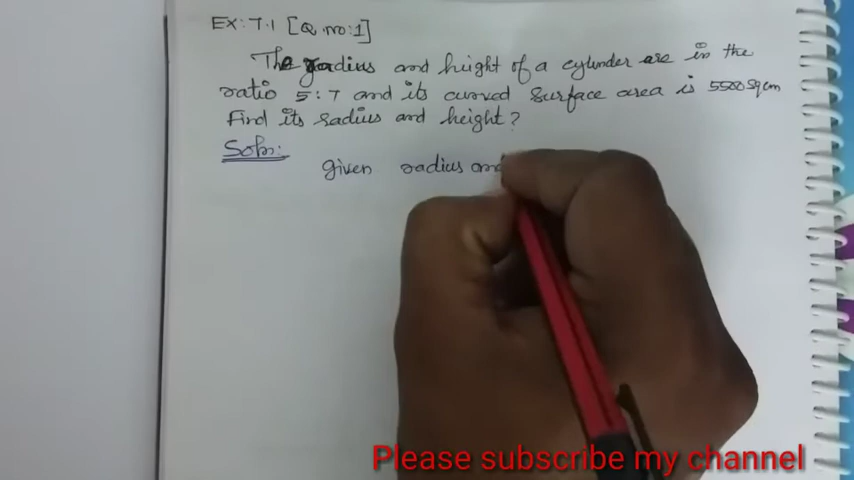 Ex: 7.1 [Q.no:1]
The radius and height of a cylinder are in the
ratio 5:7 and its curved surface area is 5500 sq cm
Find its radius and height?
Soln:
given radius and
Please subscribe my channel